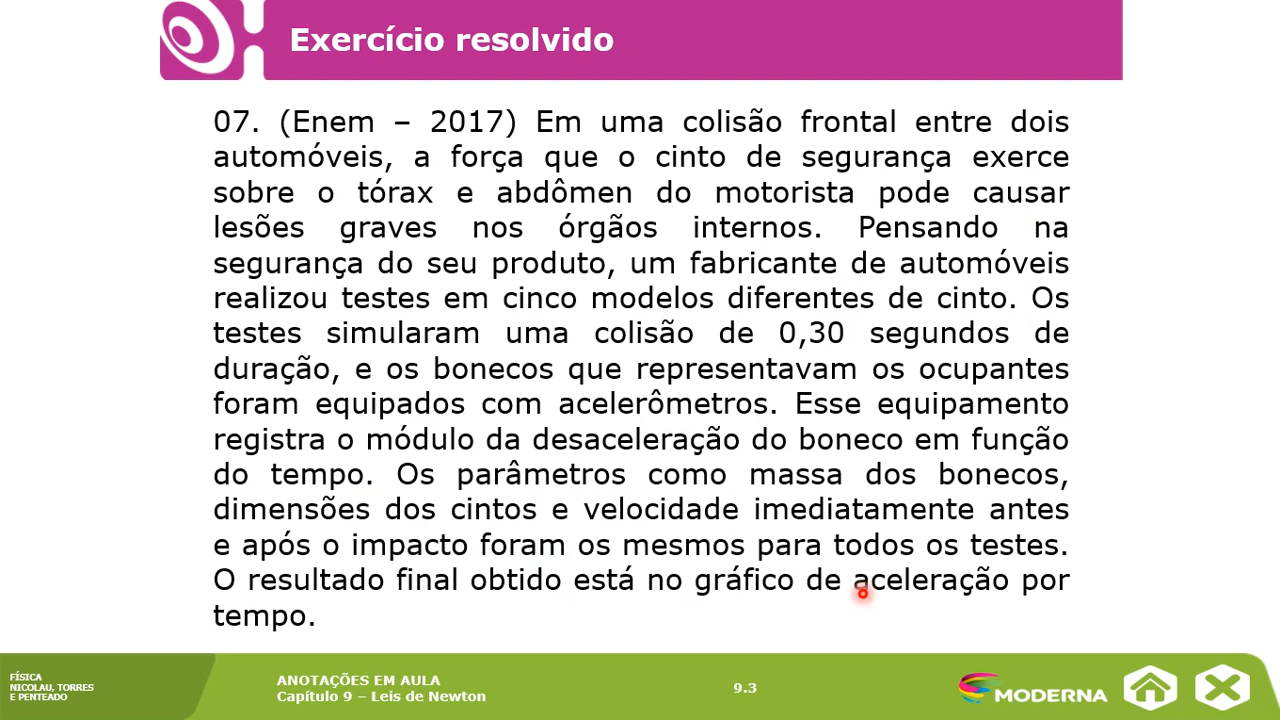 Exercício resolvido
07. (Enem – 2017) Em uma colisão frontal entre dois
automóveis, a força que o cinto de segurança exerce
sobre o tórax e abdômen do motorista pode causar
lesões graves nos órgãos internos. Pensando na
segurança do seu produto, um fabricante de automóveis
realizou testes em cinco modelos diferentes de cinto. Os
testes simularam uma colisão de 0,30 segundos de
duração, e os bonecos que representavam os ocupantes
foram equipados com acelerômetros. Esse equipamento
registra o módulo da desaceleração do boneco em função
do tempo. Os parâmetros como massa dos bonecos,
dimensões dos cintos e velocidade imediatamente antes
e após o impacto foram os mesmos para todos os testes.
O resultado final obtido está no gráfico de aceleração por
tempo.
FÍSICA
NICOLAU, TORRES
E PENTEADO
ANOTAÇÕES EM AULA
Capítulo 9 – Leis de Newton
9.3
MODERNA